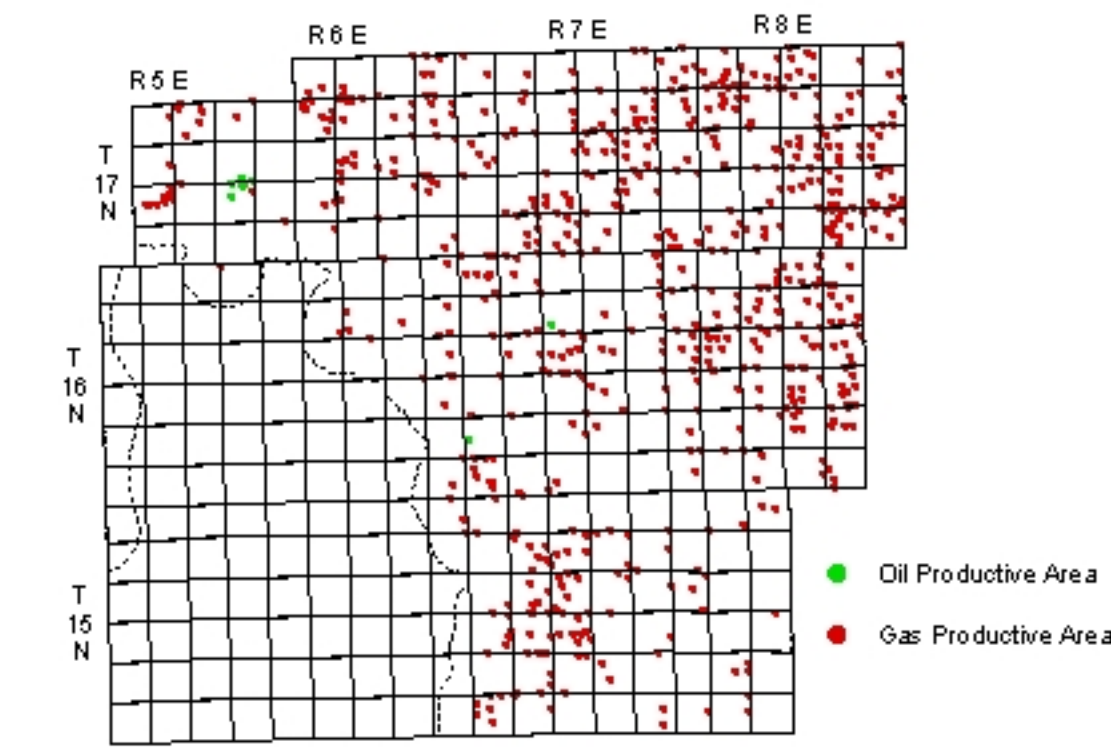 R 5 E
R 6 E
R 7 E
R 8 E
T
17
N
T
16
N
T
15
N
Oil Productive Area
Gas Productive Area